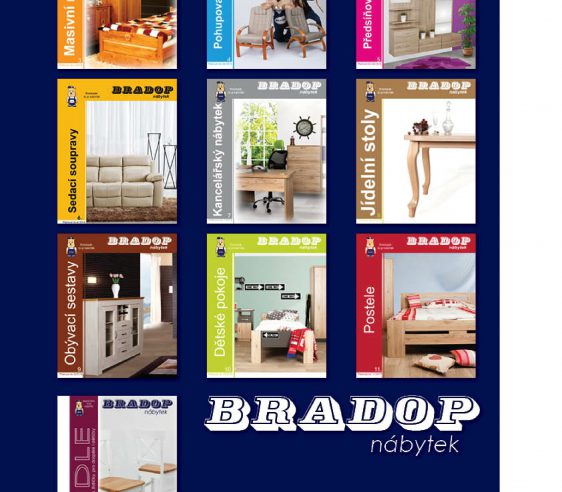 Masivní
Pohupova
Předsíňov
BRADOP
nábytek
Sedací soupravy
BRADOP
nábytek
Kancelářský nábytek
7
BRADOP
nábytek
Jídelní stoly
BRADOP
nábytek
Obývací sestavy
9
BRADOP
nábytek
Dětské pokoje
10
BRADOP
nábytek
Postele
11
BRADOP
nábytek
DLE
BRADOP
nábytek